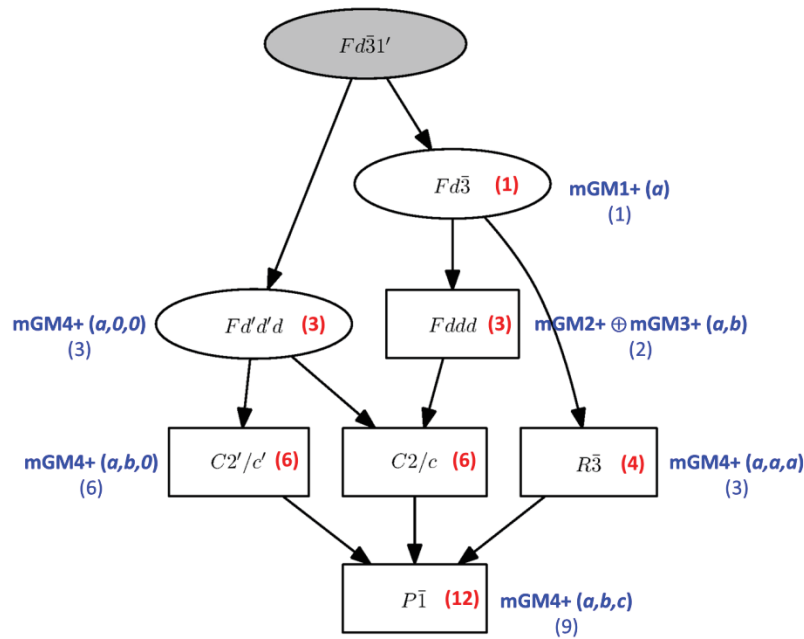 Fd3̄1′
Fd3̄ (1)
mGM1+ (a)
(1)
mGM4+ (a,0,0)
(3)
Fd′d′d (3)
Fddd (3)
mGM2+ ⊕ mGM3+ (a,b)
(2)
mGM4+ (a,b,0)
(6)
C2′/c′ (6)
C2/c (6)
R3̄ (4)
mGM4+ (a,a,a)
(3)
P1̄ (12)
mGM4+ (a,b,c)
(9)